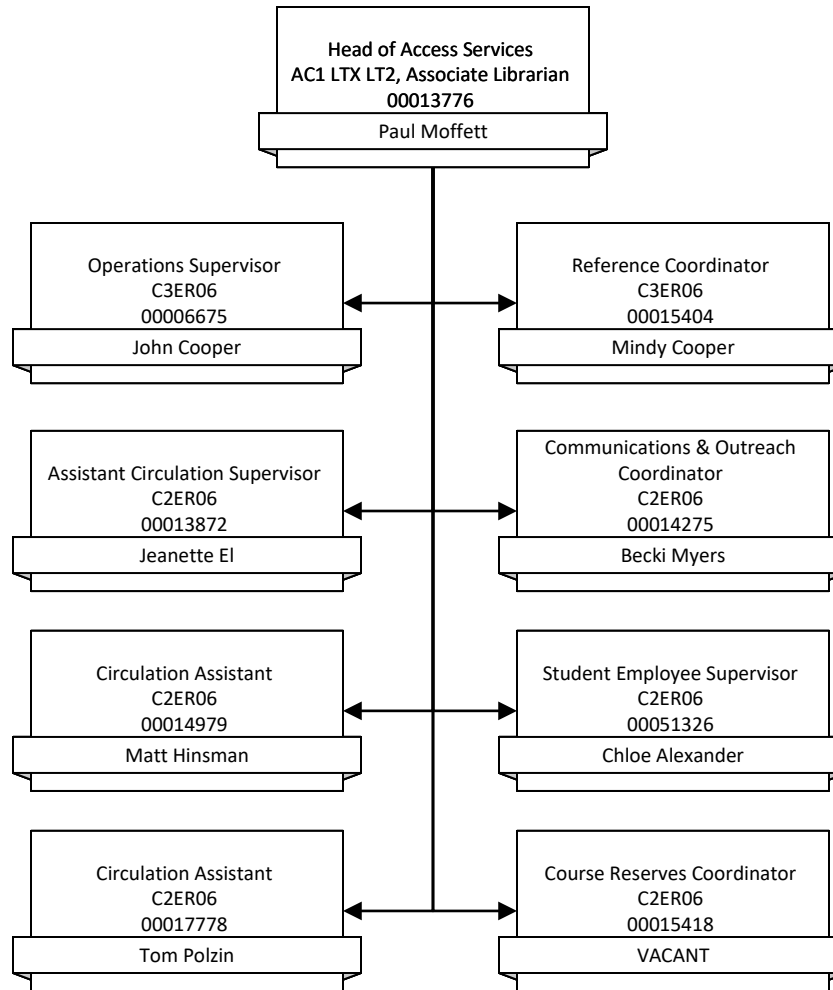 Head of Access Services
AC1 LTX LT2, Associate Librarian
00013776
Paul Moffett
Operations Supervisor
C3ER06
00006675
John Cooper
Reference Coordinator
C3ER06
00015404
Mindy Cooper
Assistant Circulation Supervisor
C2ER06
00013872
Jeanette El
Communications & Outreach
Coordinator
C2ER06
00014275
Becki Myers
Circulation Assistant
C2ER06
00014979
Matt Hinsman
Student Employee Supervisor
C2ER06
00051326
Chloe Alexander
Circulation Assistant
C2ER06
00017778
Tom Polzin
Course Reserves Coordinator
C2ER06
00015418
VACANT